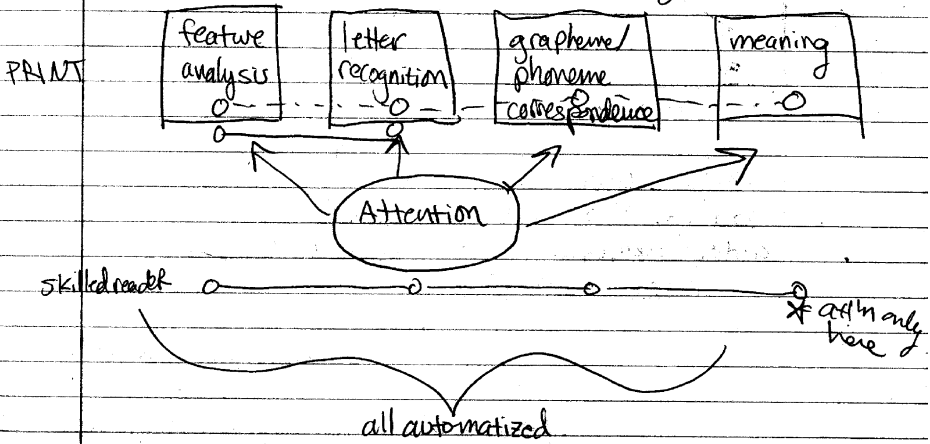 PRINT
feature
analysis
letter
recognition
grapheme/
phoneme
correspondence
meaning
Attention
skilled reader
* att'n only
here
all automatized